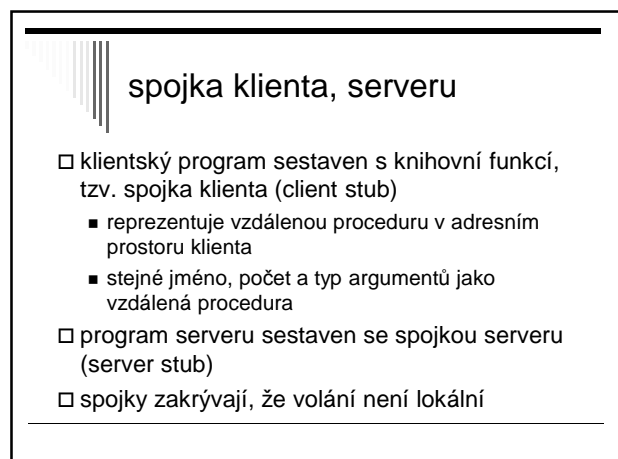 spojka klienta, serveru
klientský program sestaven s knihovní funkcí,
tzv. spojka klienta (client stub)
reprezentuje vzdálenou proceduru v adresním
prostoru klienta
stejné jméno, počet a typ argumentů jako
vzdálená procedura
program serveru sestaven se spojkou serveru
(server stub)
spojky zakrývají, že volání není lokální